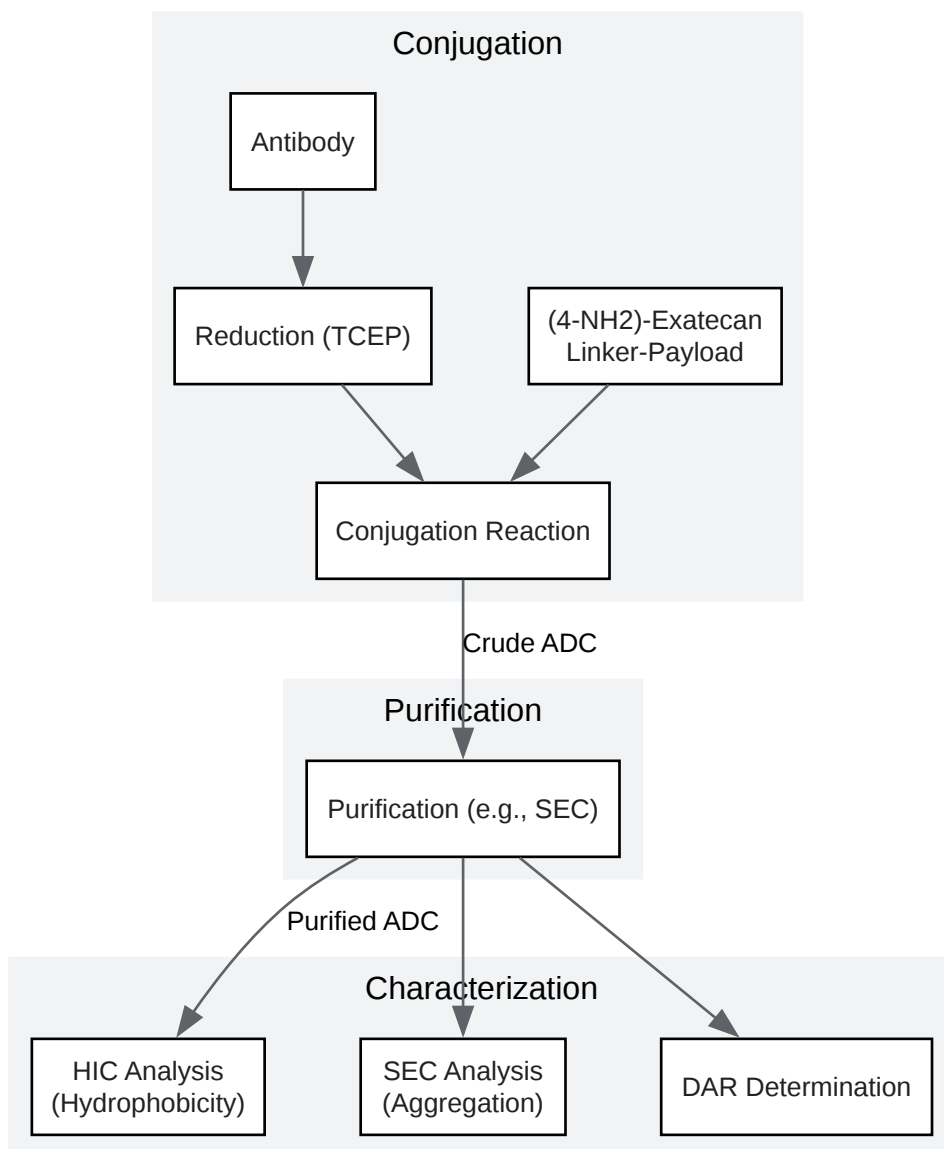 Conjugation
Antibody
Reduction (TCEP)
(4-NH2)-Exatecan
Linker-Payload
Conjugation Reaction
Crude ADC
Purification
Purification (e.g., SEC)
Purified ADC
Characterization
HIC Analysis
(Hydrophobicity)
SEC Analysis
(Aggregation)
DAR Determination